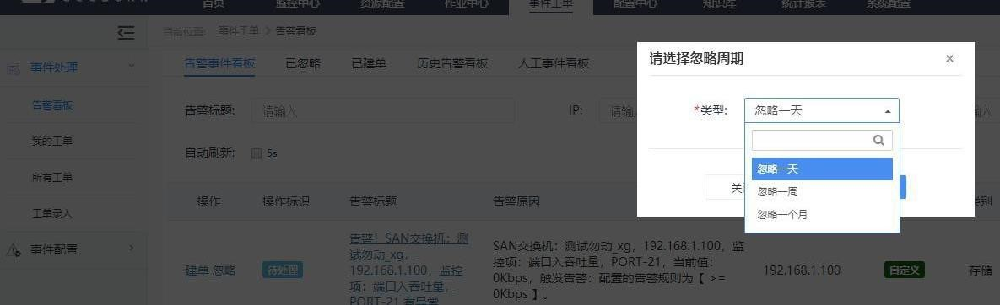 首页 监控中心 资源配置 作业中心 事件工单 配置中心 知识库 统计报表 系统配置
当前位置: 事件工单 > 告警看板
事件处理
告警看板
我的工单
所有工单
工单录入
事件配置
告警事件看板 已忽略 已建单 历史告警看板 人工事件看板
告警标题: 请输入 IP:
自动刷新: 5s
操作 操作标识 告警标题 告警原因
建单 忽略 待处理
告警！SAN交换机：测
试勿动_xg，
192.168.1.100，监控
项：端口入吞吐量，
PORT-21 有异常
SAN交换机：测试勿动_xg，192.168.1.100，监
控项：端口入吞吐量，PORT-21，当前值：
0Kbps，触发告警：配置的告警规则为【 >=
0Kbps 】。
192.168.1.100 自定义 存储
请选择忽略周期 ×
*类型: 忽略一天
忽略一天
忽略一周
忽略一个月